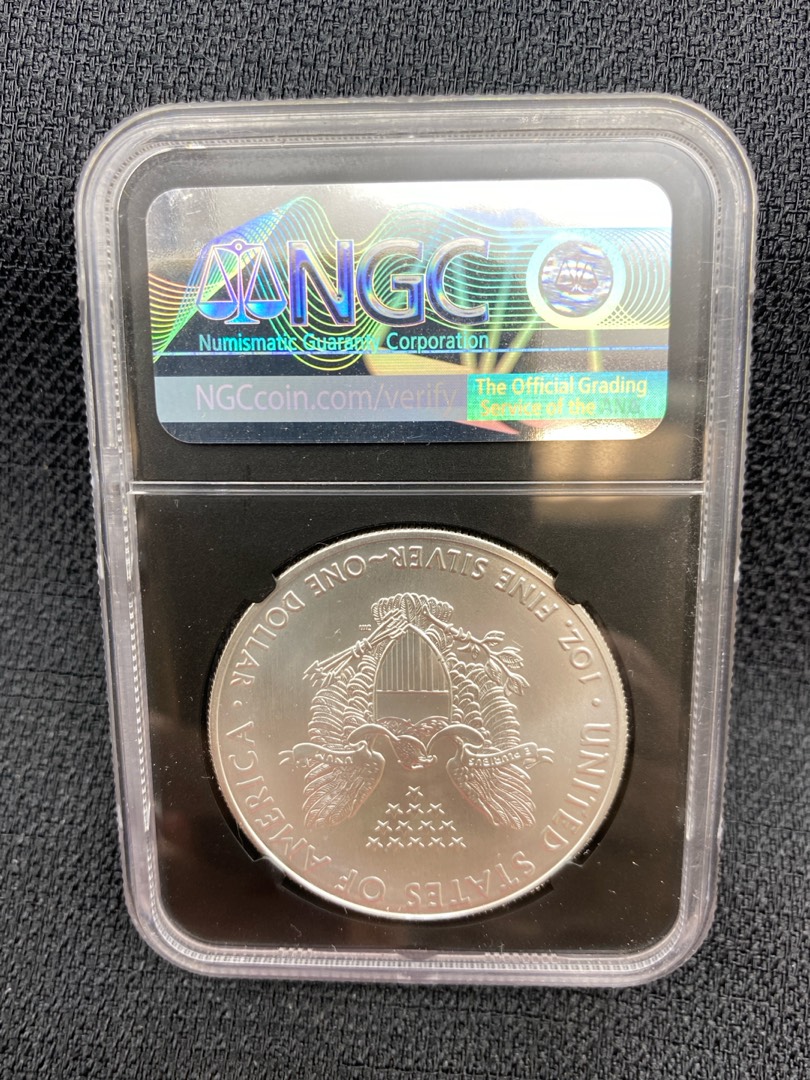 NGC
Numismatic Guaranty Corporation
NGCcoin.com/verify
The Official Grading
Service of the ANA
UNITED STATES OF AMERICA
1 OZ. FINE SILVER~ONE DOLLAR
E PLURIBUS
UNUM